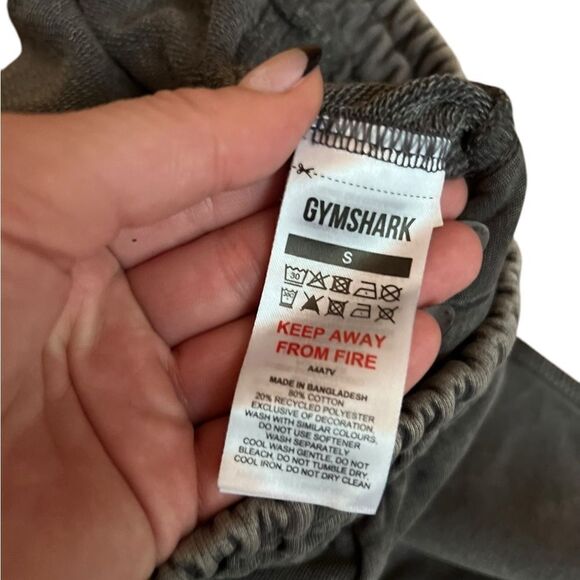 GYMSHARK
S
30
KEEP AWAY
FROM FIRE
A4A7V
MADE IN BANGLADESH
80% COTTON
20% RECYCLED POLYESTER
EXCLUSIVE OF DECORATION,
WASH WITH SIMILAR COLOURS,
DO NOT USE SOFTENER
WASH SEPARATELY
COOL WASH GENTLE, DO NOT
BLEACH, DO NOT TUMBLE DRY,
COOL IRON, DO NOT DRY CLEAN